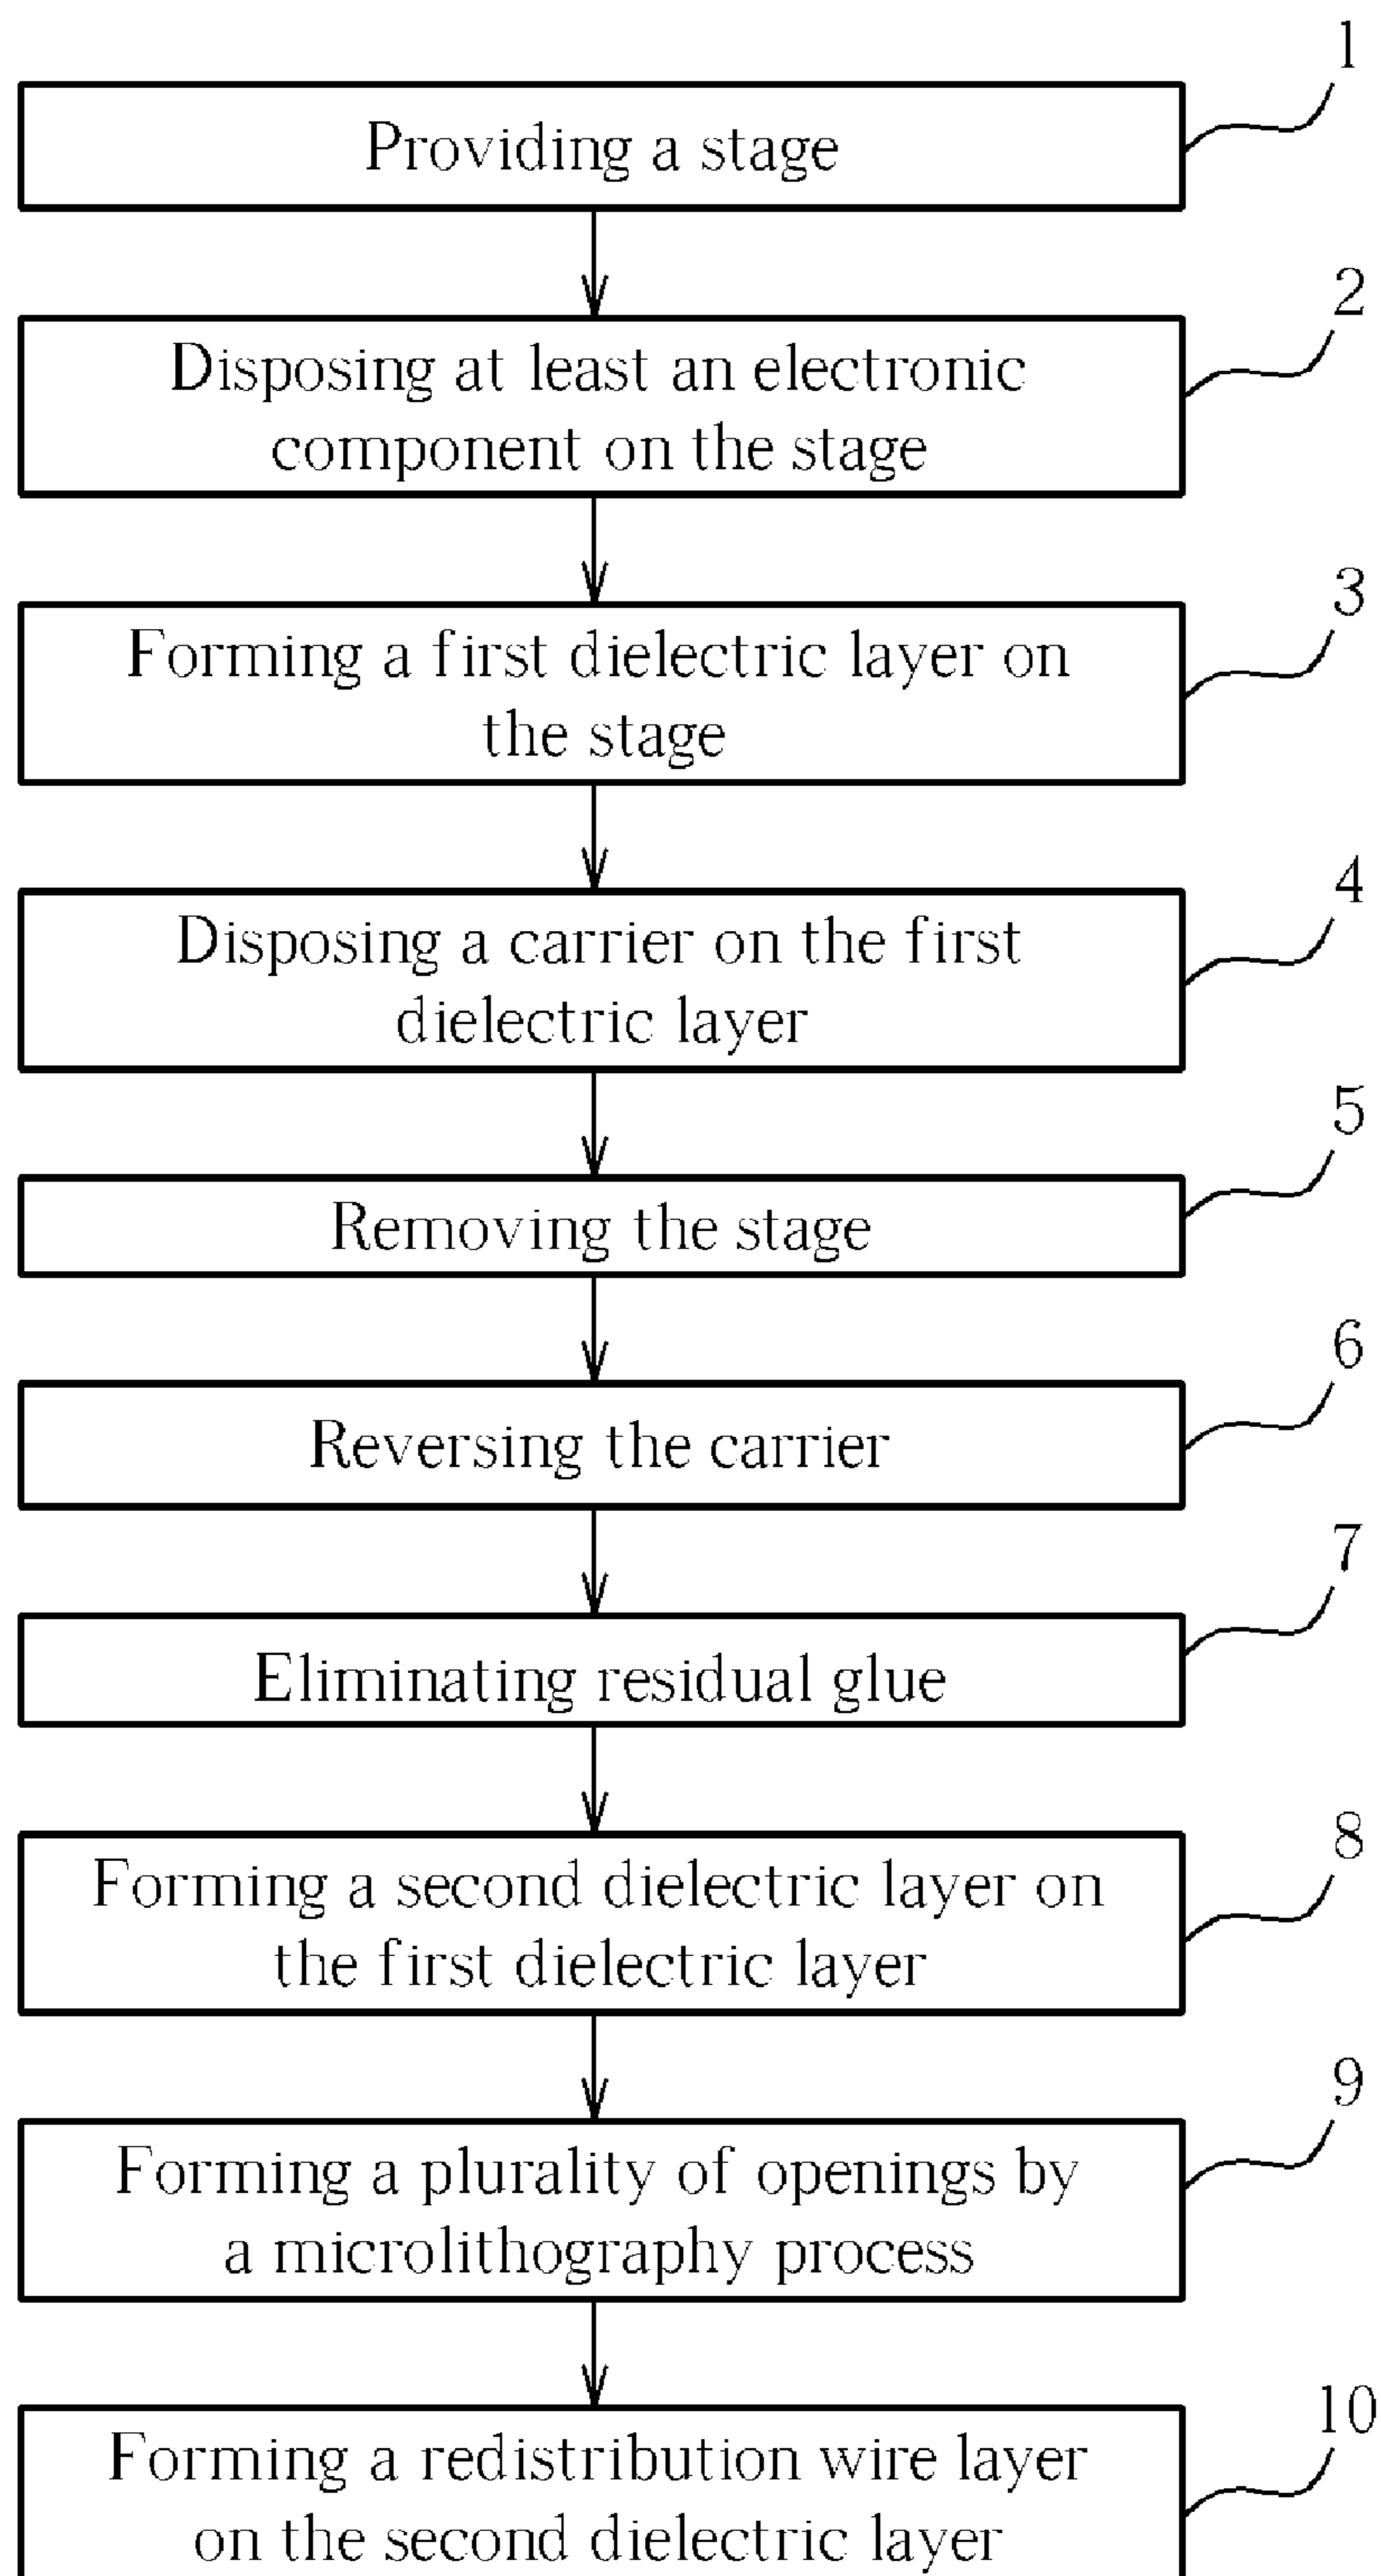 1
Providing a stage
2
Disposing at least an electronic
component on the stage
3
Forming a first dielectric layer on
the stage
4
Disposing a carrier on the first
dielectric layer
5
Removing the stage
6
Reversing the carrier
7
Eliminating residual glue
8
Forming a second dielectric layer on
the first dielectric layer
9
Forming a plurality of openings by
a microlithography process
10
Forming a redistribution wire layer
on the second dielectric layer